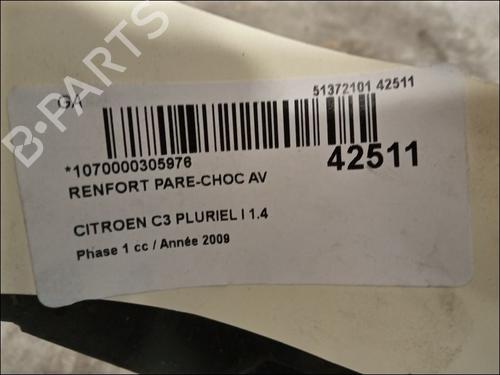 GA
51372101 42511
*1070000305976
42511
RENFORT PARE-CHOC AV
CITROEN C3 PLURIEL I 1.4
Phase 1 cc / Année 2009
B-PARTS